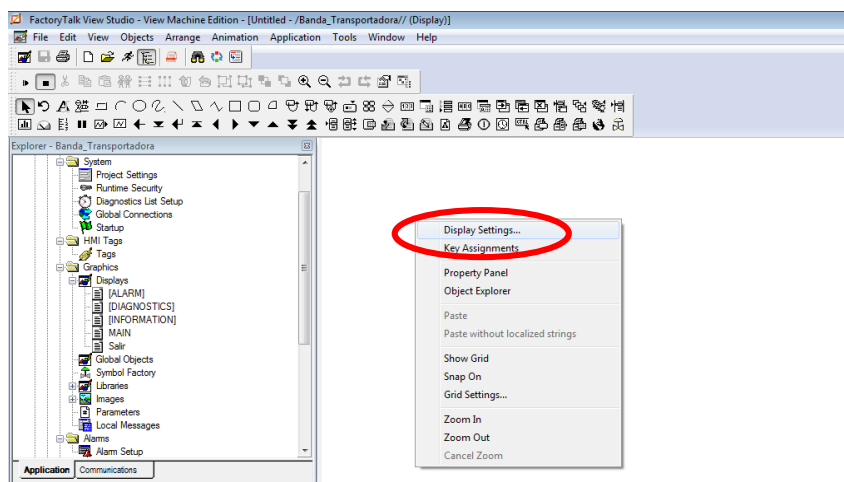 FactoryTalk View Studio - View Machine Edition - [Untitled - /Banda_Transportadora// (Display)]
File Edit View Objects Arrange Animation Application Tools Window Help
Explorer - Banda_Transportadora
System
Project Settings
Runtime Security
Diagnostics List Setup
Global Connections
Startup
HMI Tags
Tags
Graphics
Displays
[ALARM]
[DIAGNOSTICS]
[INFORMATION]
MAIN
Salir
Global Objects
Symbol Factory
Libraries
Images
Parameters
Local Messages
Alarms
Alarm Setup
Application Communications
Display Settings...
Key Assignments
Property Panel
Object Explorer
Paste
Paste without localized strings
Show Grid
Snap On
Grid Settings...
Zoom In
Zoom Out
Cancel Zoom